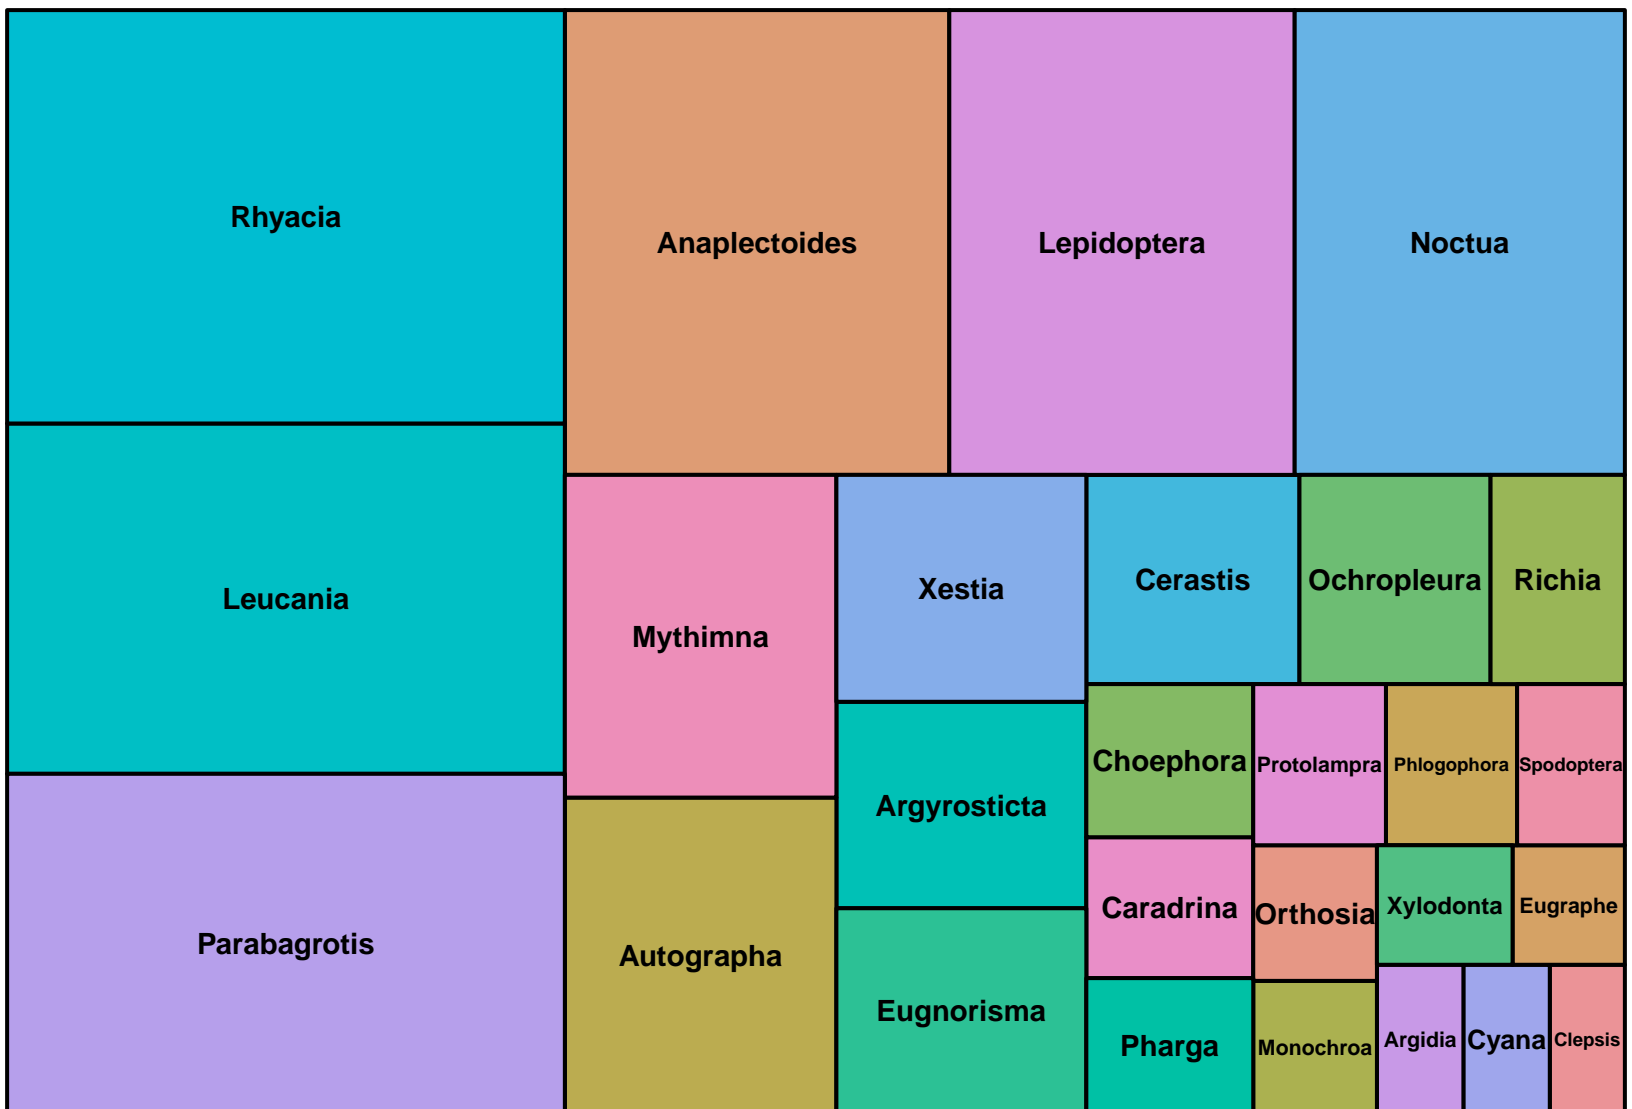 Rhyacia
Anaplectoides
Lepidoptera
Noctua
Leucania
Mythimna
Xestia
Cerastis
Ochropleura
Richia
Choephora
Protolampra
Phlogophora
Spodoptera
Argyrosticta
Parabagrotis
Autographa
Eugnorisma
Caradrina
Orthosia
Xylodonta
Eugraphe
Pharga
Monochroa
Argidia
Cyana
Clepsis